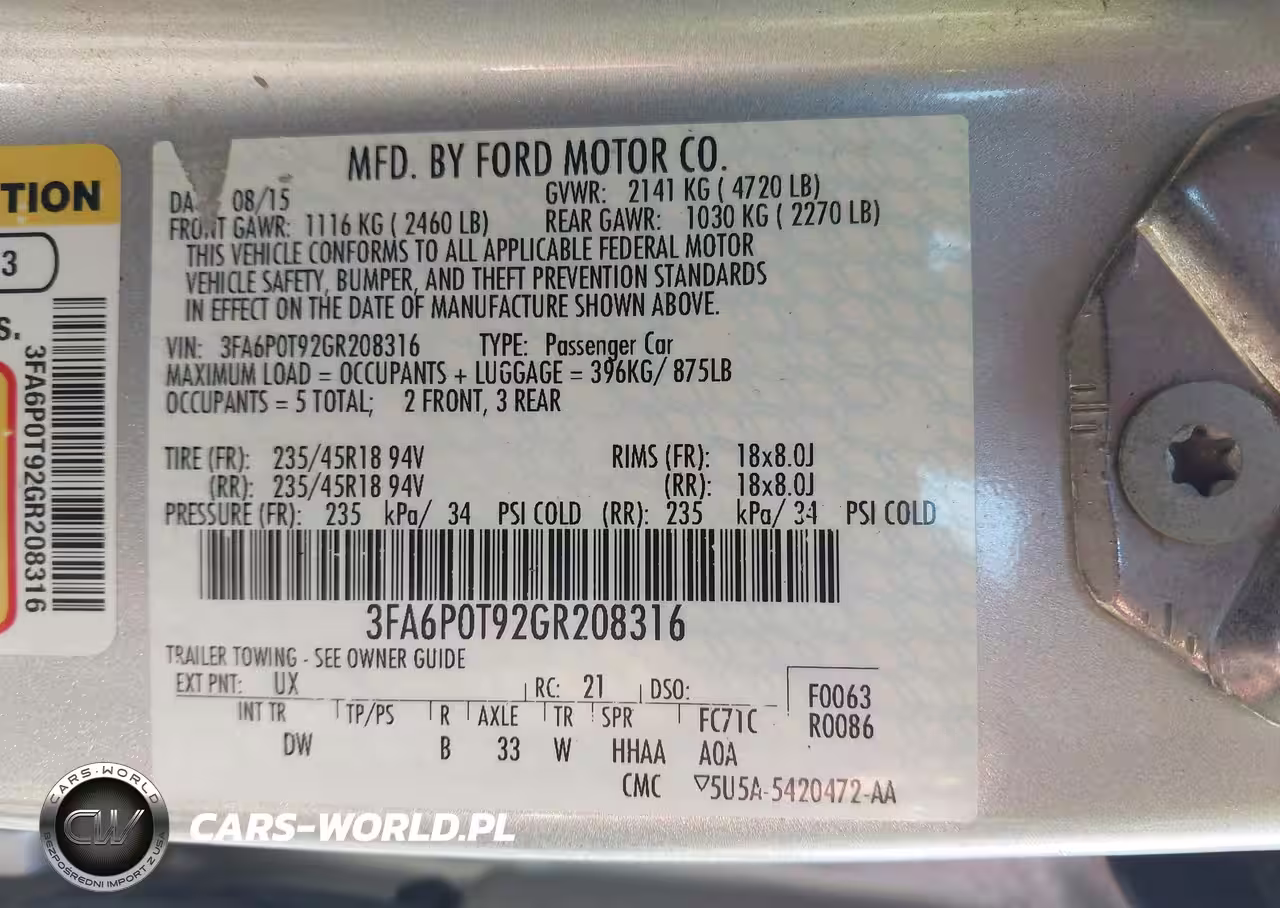 TION
3
S.
3FA6P0T92GR208316
MFD. BY FORD MOTOR CO.
08/15 GVWR: 2141 KG ( 4720 LB)
FRONT GAWR: 1116 KG ( 2460 LB) REAR GAWR: 1030 KG ( 2270 LB)
THIS VEHICLE CONFORMS TO ALL APPLICABLE FEDERAL MOTOR
VEHICLE SAFETY, BUMPER, AND THEFT PREVENTION STANDARDS
IN EFFECT ON THE DATE OF MANUFACTURE SHOWN ABOVE.
VIN: 3FA6P0T92GR208316 TYPE: Passenger Car
MAXIMUM LOAD = OCCUPANTS + LUGGAGE = 396KG/ 875LB
OCCUPANTS = 5 TOTAL; 2 FRONT, 3 REAR
TIRE (FR): 235/45R18 94V RIMS (FR): 18x8.0J
(RR): 235/45R18 94V (RR): 18x8.0J
PRESSURE (FR): 235 kPa/ 34 PSI COLD (RR): 235 kPa/ 34 PSI COLD
3FA6P0T92GR208316
TRAILER TOWING - SEE OWNER GUIDE
EXT PNT: UX RC: 21 DSO: F0063
INT TR TP/PS R AXLE TR SPR FC71C R0086
DW B 33 W HHAA A0A
CMC ▽5U5A-5420472-AA
CARS-WORLD
CW
BEZPOŚREDNI IMPORT Z USA
CARS-WORLD.PL